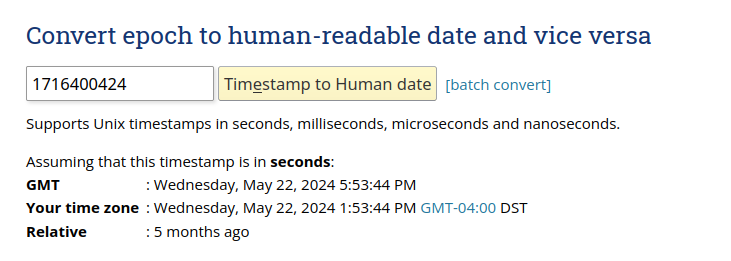 Convert epoch to human-readable date and vice versa
1716400424 Timestamp to Human date [batch convert]
Supports Unix timestamps in seconds, milliseconds, microseconds and nanoseconds.
Assuming that this timestamp is in seconds:
GMT : Wednesday, May 22, 2024 5:53:44 PM
Your time zone : Wednesday, May 22, 2024 1:53:44 PM GMT-04:00 DST
Relative : 5 months ago